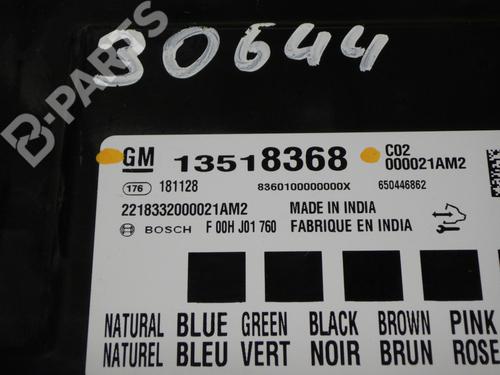 30644
B-PARTS
GM 13518368 C02
000021AM2
176 181128 8360100000000X 650446862
2218332000021AM2 MADE IN INDIA
BOSCH F 00H J01 760 FABRIQUE EN INDIA
NATURAL BLUE GREEN BLACK BROWN PINK
NATUREL BLEU VERT NOIR BRUN ROSE